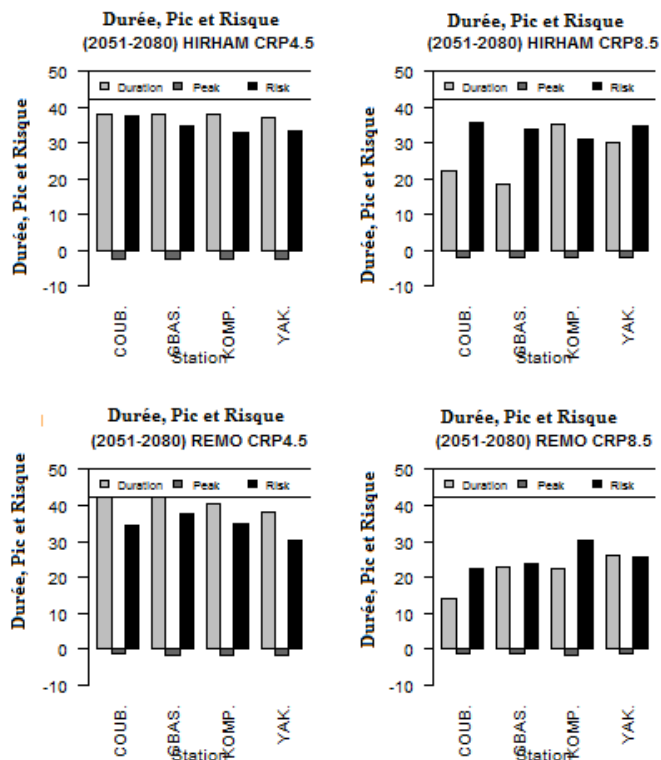 Durée, Pic et Risque
(2051-2080) HIRHAM CRP4.5
Durée, Pic et Risque
50
40
30
20
10
0
-10
Duration Peak Risk
COUB.
GBAS.
KOMP.
YAK.
Station
Durée, Pic et Risque
(2051-2080) HIRHAM CRP8.5
Durée, Pic et Risque
50
40
30
20
10
0
-10
Duration Peak Risk
COUB.
GBAS.
KOMP.
YAK.
Station
Durée, Pic et Risque
(2051-2080) REMO CRP4.5
Durée, Pic et Risque
50
40
30
20
10
0
-10
Duration Peak Risk
COUB.
GBAS.
KOMP.
YAK.
Station
Durée, Pic et Risque
(2051-2080) REMO CRP8.5
Durée, Pic et Risque
50
40
30
20
10
0
-10
Duration Peak Risk
COUB.
GBAS.
KOMP.
YAK.
Station